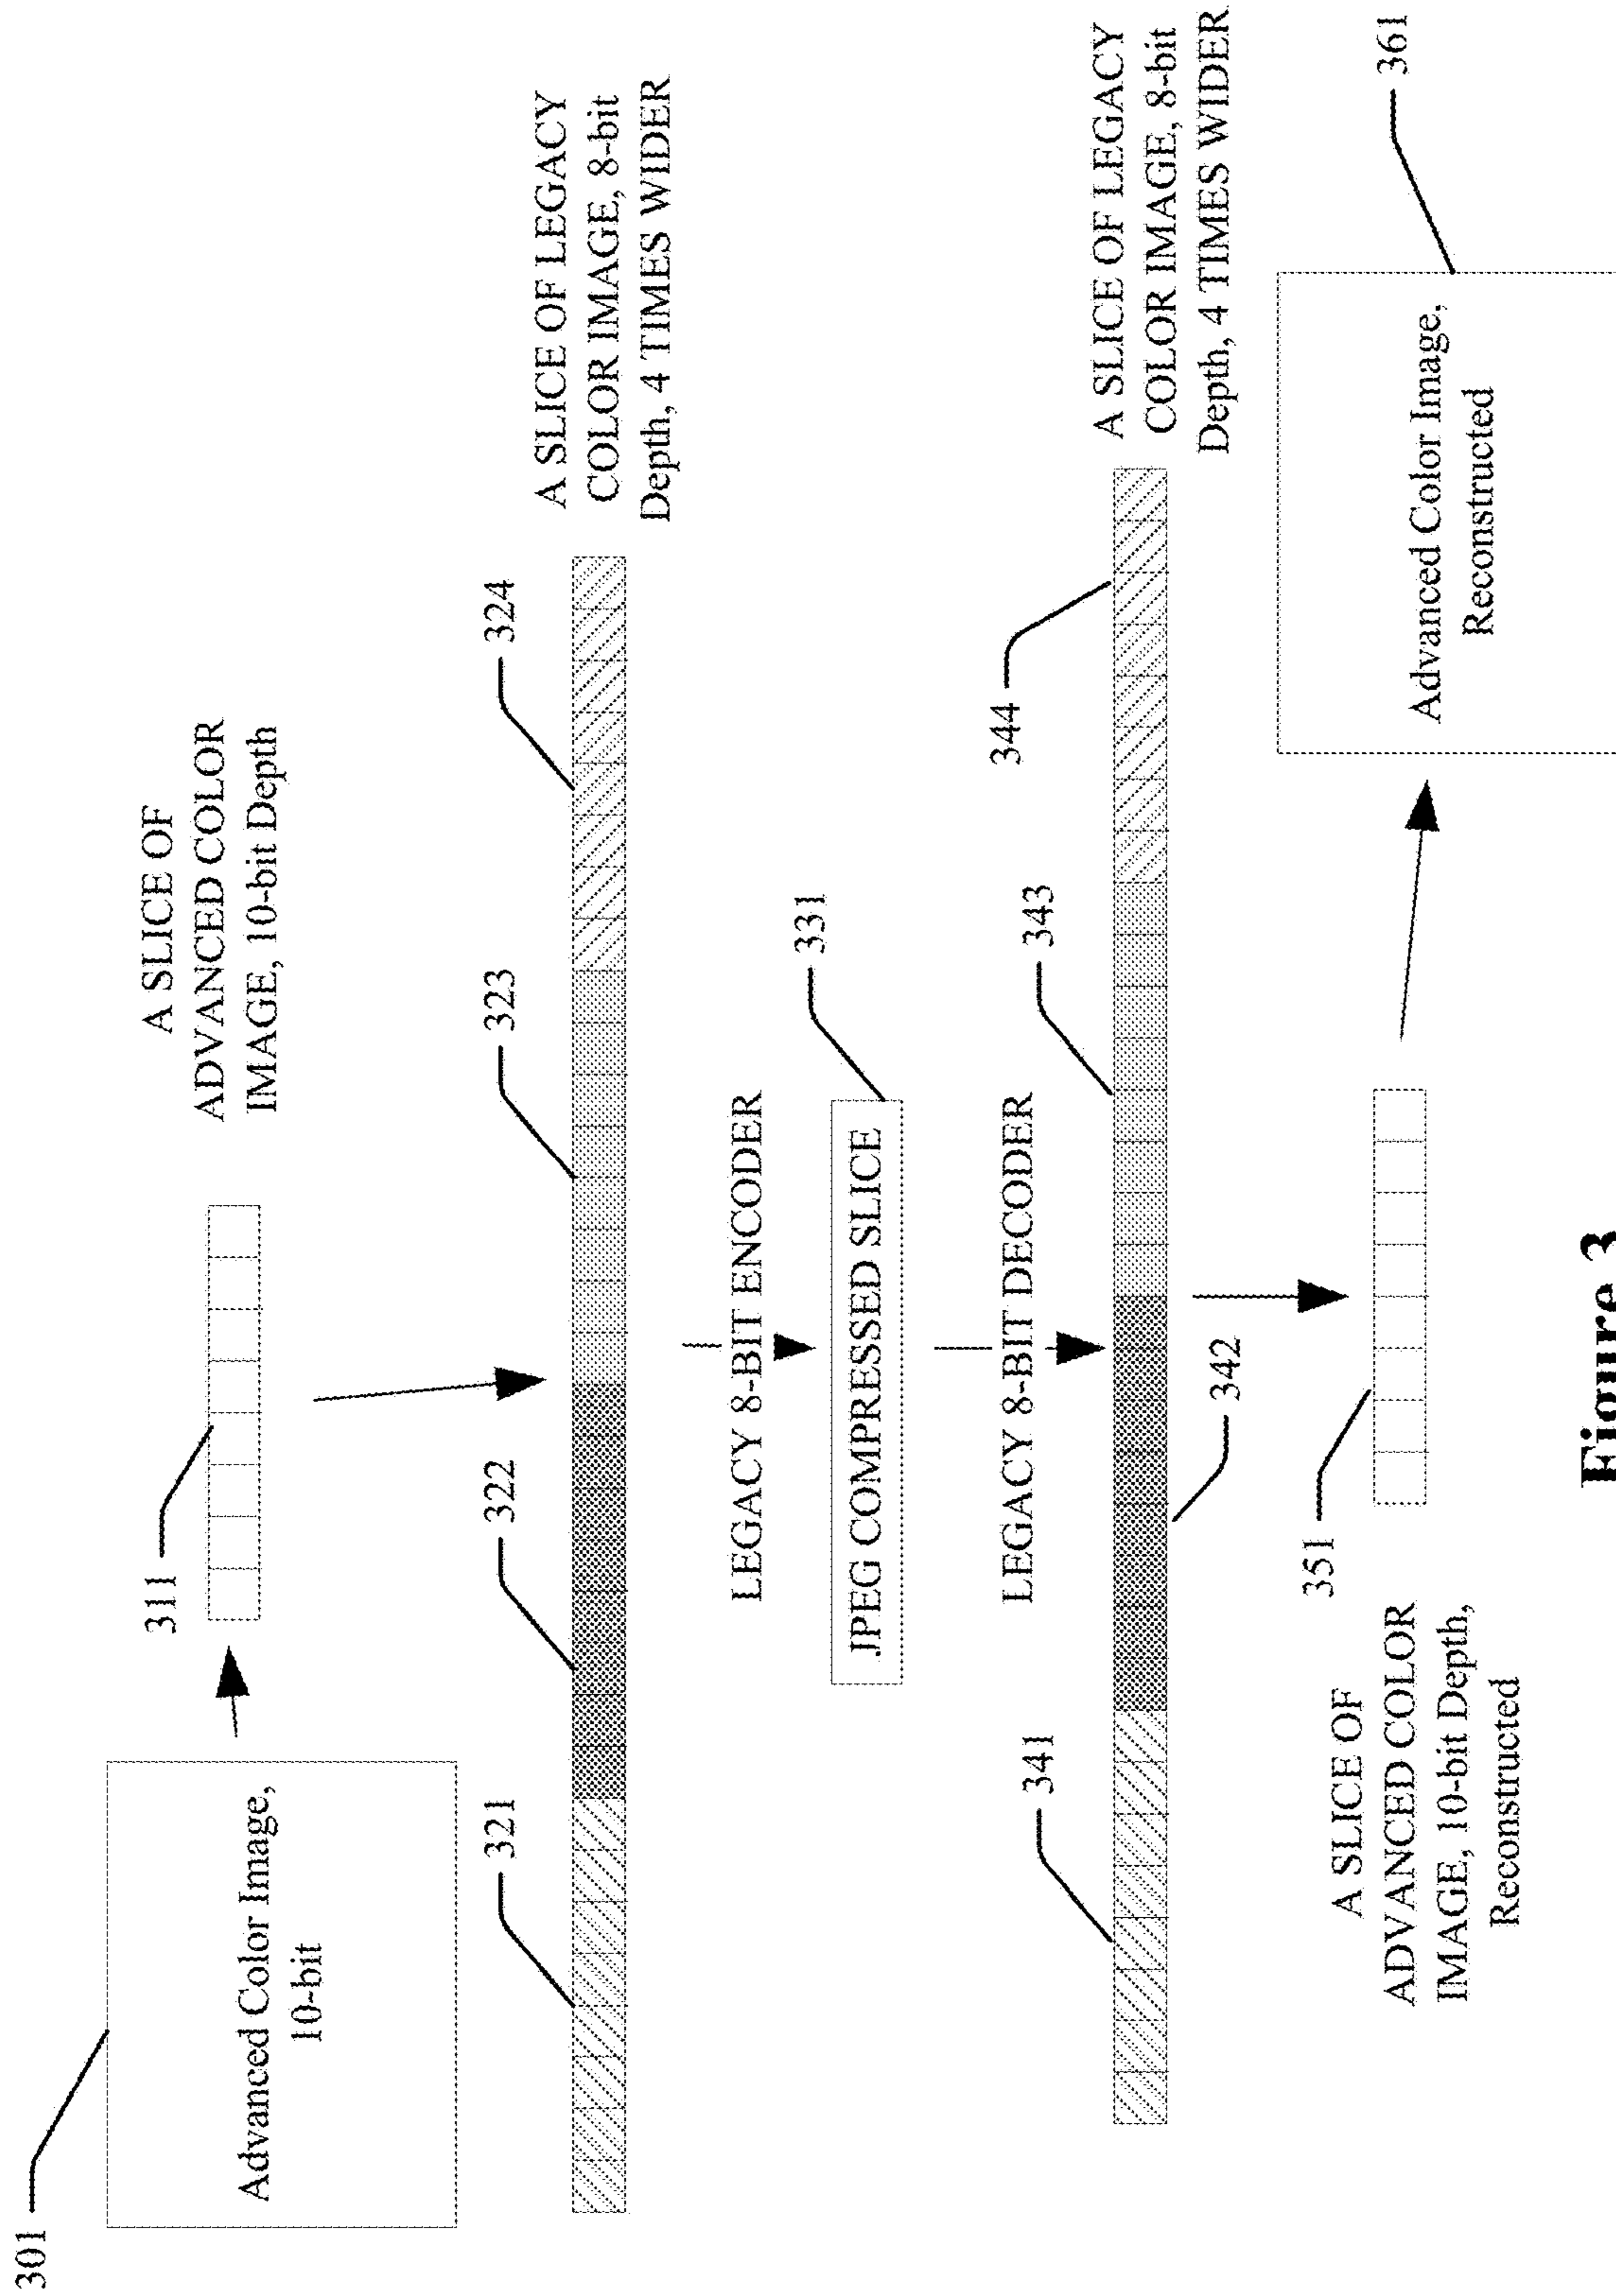 301
Advanced Color Image,
10-bit
311
A SLICE OF
ADVANCED COLOR
IMAGE, 10-bit Depth
321
322
323
324
A SLICE OF LEGACY
COLOR IMAGE, 8-bit
Depth, 4 TIMES WIDER
LEGACY 8-BIT ENCODER
JPEG COMPRESSED SLICE
331
LEGACY 8-BIT DECODER
341
342
343
344
A SLICE OF LEGACY
COLOR IMAGE, 8-bit
Depth, 4 TIMES WIDER
A SLICE OF
ADVANCED COLOR
IMAGE, 10-bit Depth,
Reconstructed
351
Advanced Color Image,
Reconstructed
361
Figure 3